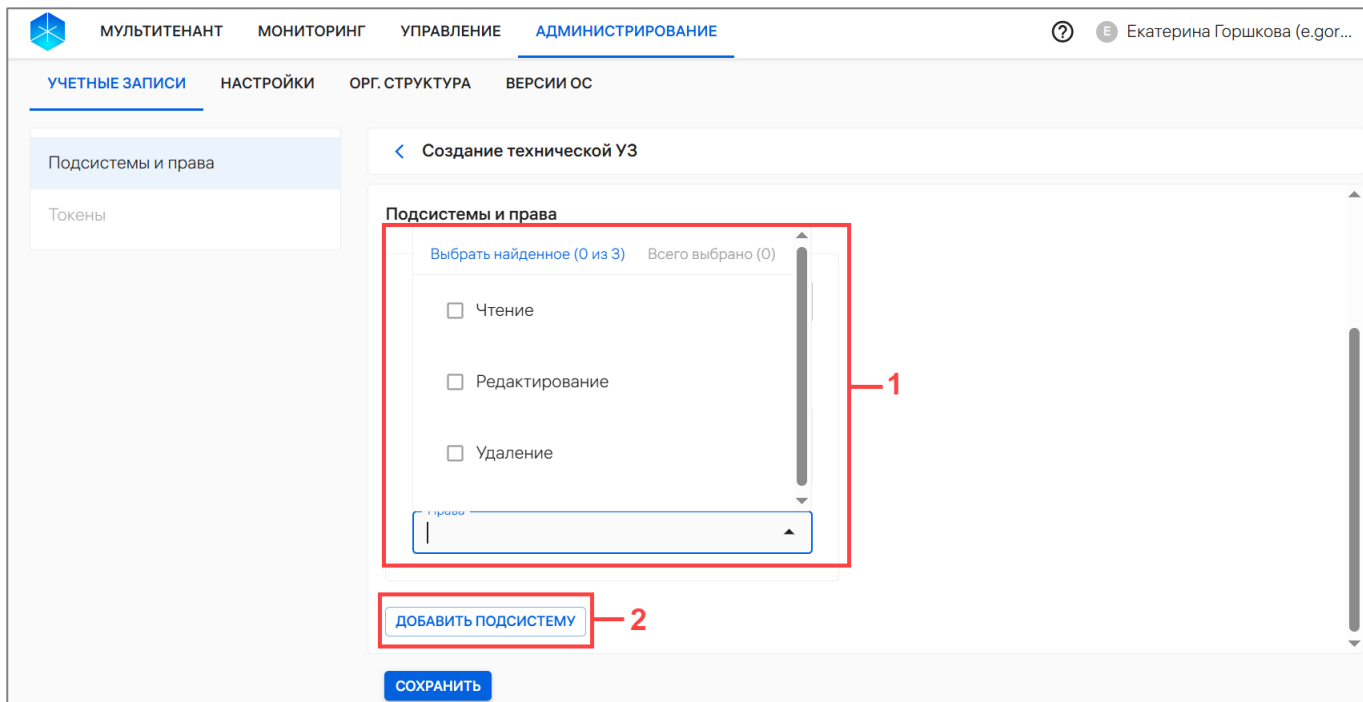 МУЛЬТИТЕНАНТ МОНИТОРИНГ УПРАВЛЕНИЕ АДМИНИСТРИРОВАНИЕ E Екатерина Горшкова (e.gor...
УЧЕТНЫЕ ЗАПИСИ НАСТРОЙКИ ОРГ. СТРУКТУРА ВЕРСИИ ОС
Подсистемы и права
Токены
Создание технической УЗ
Подсистемы и права
Выбрать найденное (0 из 3) Всего выбрано (0)
Чтение
Редактирование
Удаление
Права
1
ДОБАВИТЬ ПОДСИСТЕМУ
2
СОХРАНИТЬ